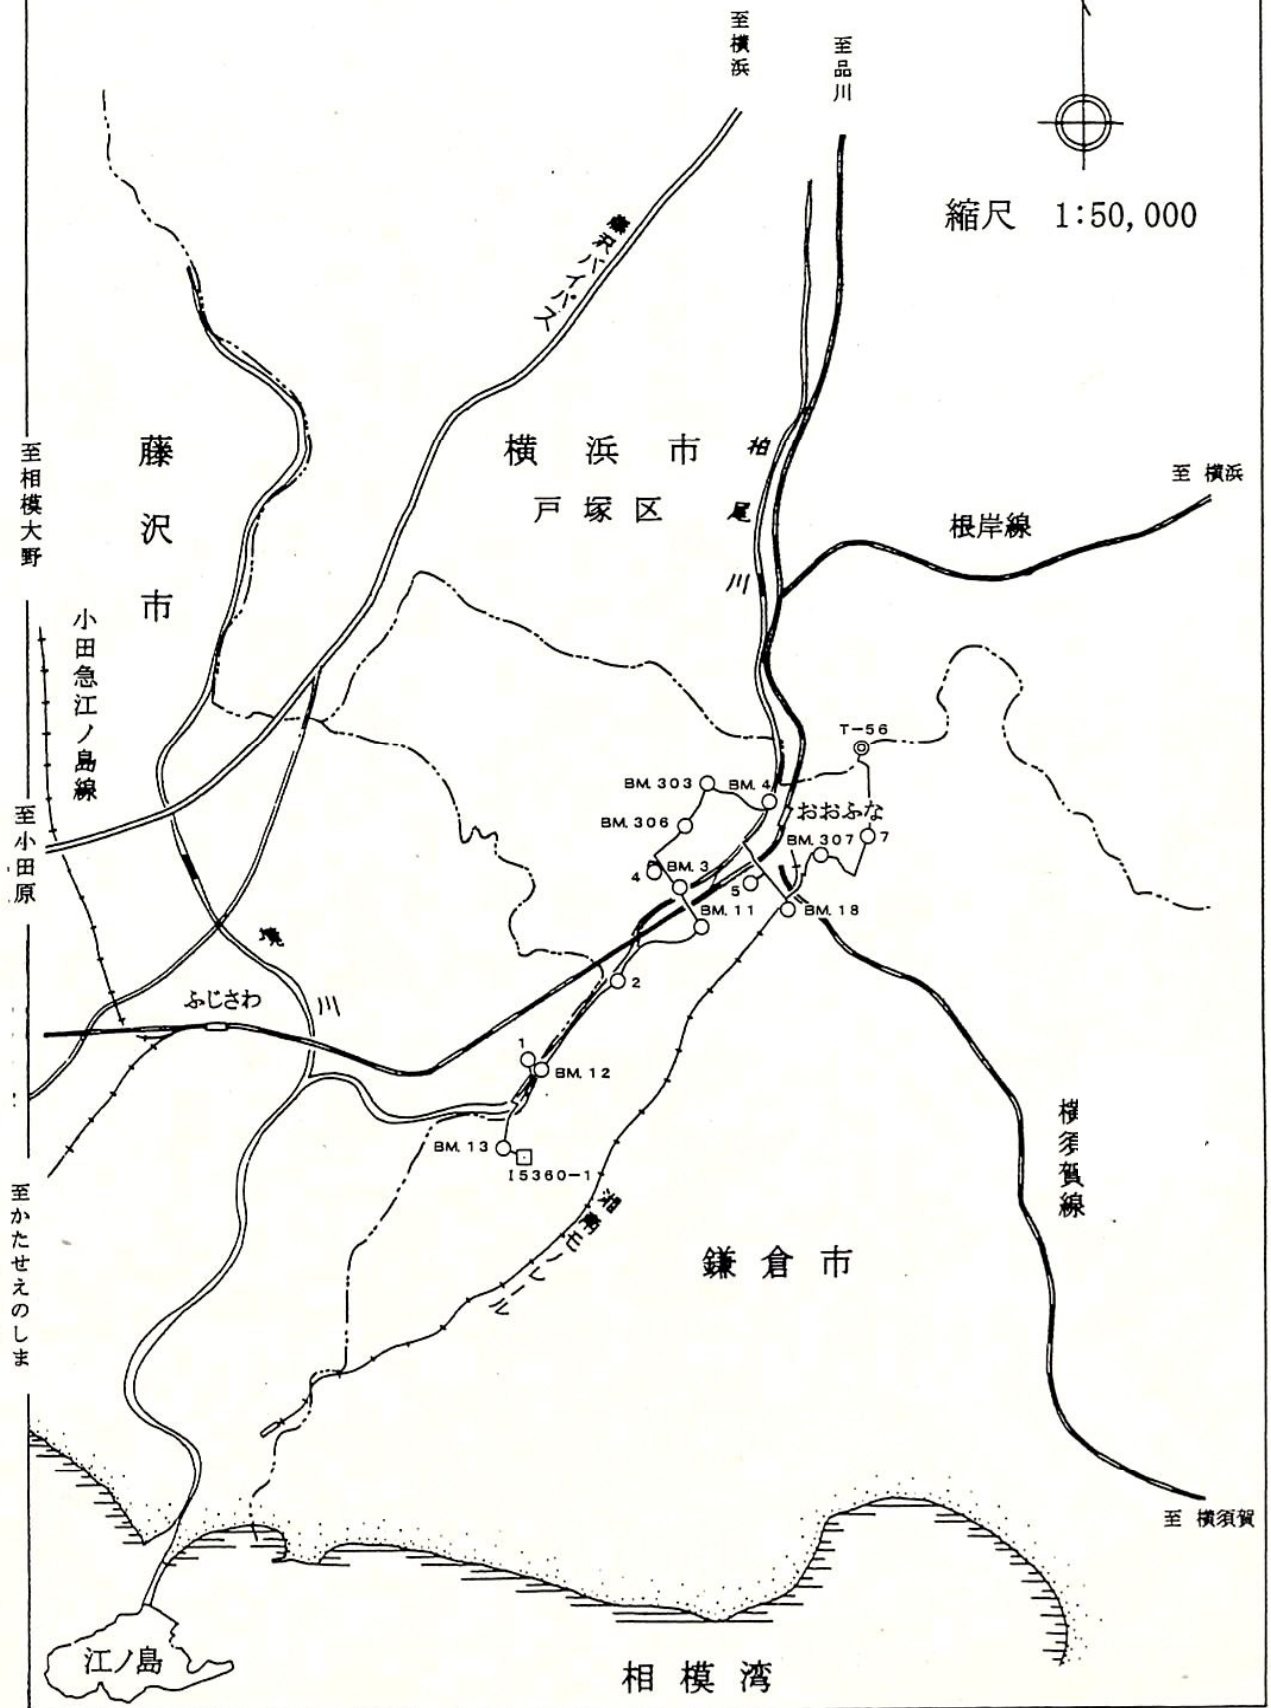 至横浜
至品川
縮尺 1:50,000
藤沢バイパス
横浜市
戸塚区
柏尾川
至 横浜
根岸線
至相模大野
藤沢市
小田急江ノ島線
T-56
BM. 303
BM. 4
おおふな
BM. 306
BM. 307
7
至小田原
4
BM. 3
5
BM. 11
BM. 18
境川
ふじさわ
2
1
BM. 12
BM. 13
I5360-1
湘南モノレール
横須賀線
鎌倉市
至かたせえのしま
至 横須賀
江ノ島
相模湾